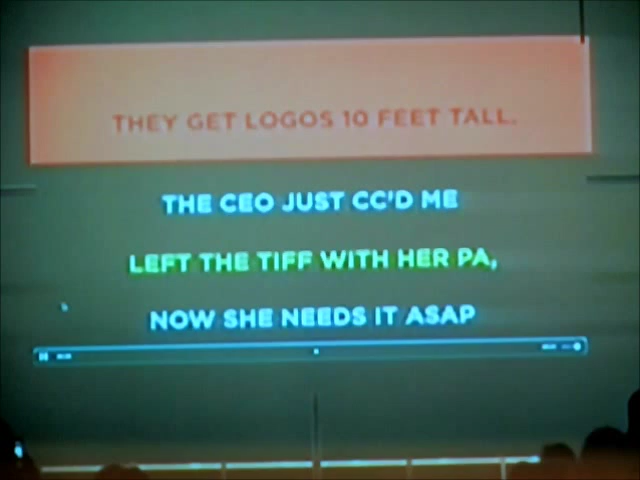 THEY GET LOGOS 10 FEET TALL.
THE CEO JUST CC'D ME
LEFT THE TIFF WITH HER PA,
NOW SHE NEEDS IT ASAP